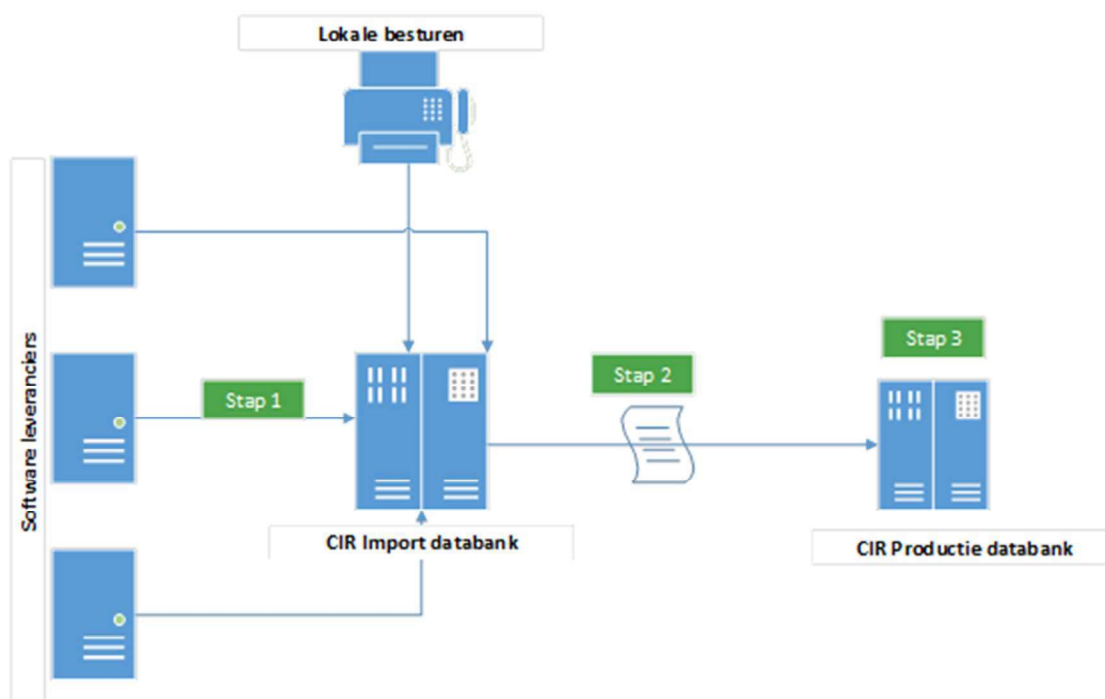 Lokale besturen
Software leveranciers
Stap 1
Stap 2
Stap 3
CIR Import databank
CIR Productie databank